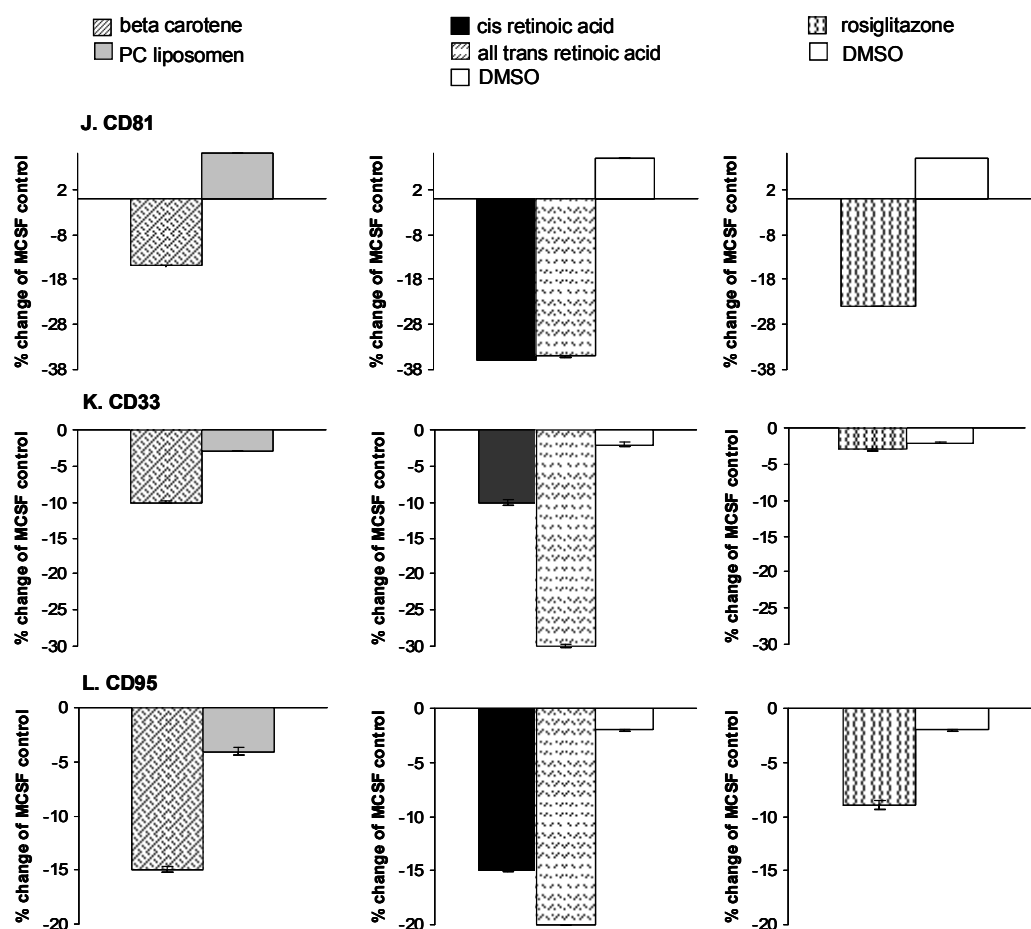 beta carotene
PC liposomen
cis retinoic acid
all trans retinoic acid
DMSO
rosiglitazone
DMSO
J. CD81
% change of MCSF control
2
-8
-18
-28
-38
% change of MCSF control
2
-8
-18
-28
-38
% change of MCSF control
2
-8
-18
-28
-38
K. CD33
% change of MCSF control
0
-5
-10
-15
-20
-25
-30
% change of MCSF control
0
-5
-10
-15
-20
-25
-30
% change of MCSF control
0
-5
-10
-15
-20
-25
-30
L. CD95
% change of MCSF control
0
-5
-10
-15
-20
% change of MCSF control
0
-5
-10
-15
-20
% change of MCSF control
0
-5
-10
-15
-20